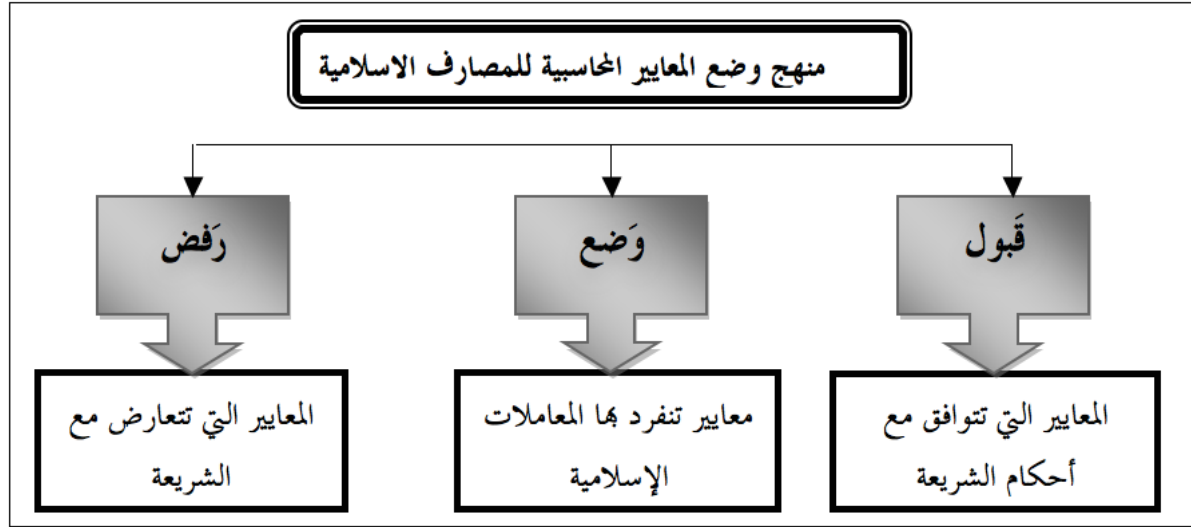 منهج وضع المعايير المحاسبية للمصارف الاسلامية
قَبول
وَضع
رَفض
المعايير التي تتوافق مع
أحكام الشريعة
معايير تنفرد بها المعاملات
الإسلامية
المعايير التي تتعارض مع
الشريعة